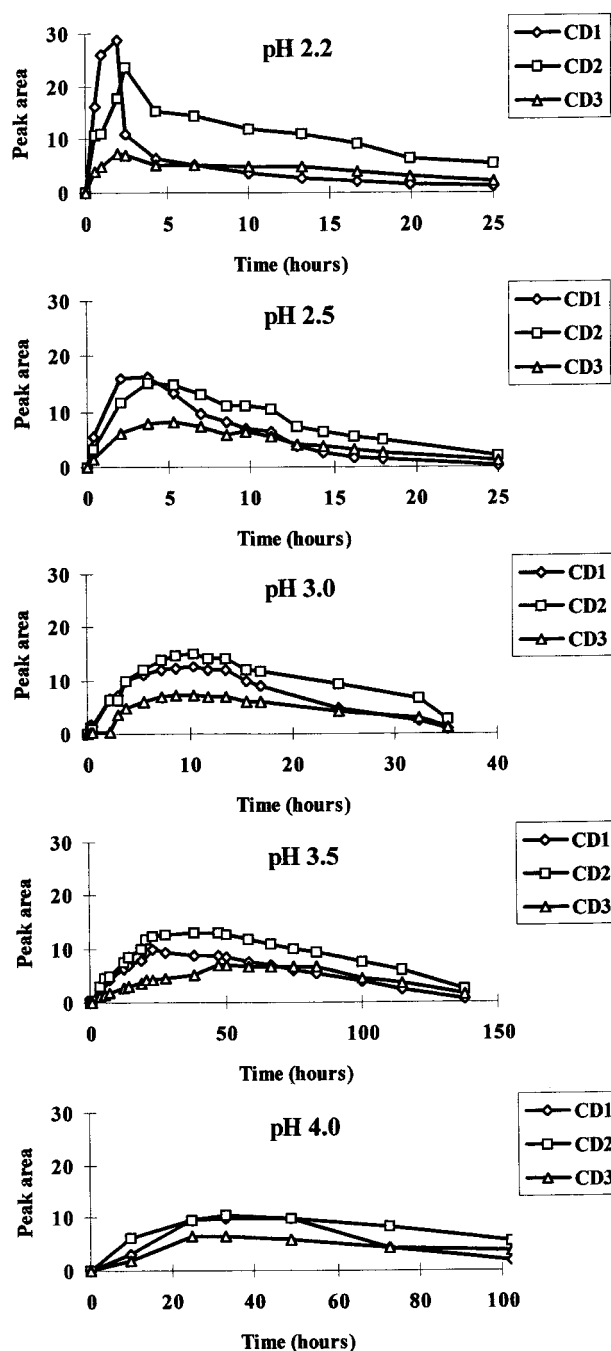 pH 2.2
CD1
CD2
CD3
Peak area
30
20
10
0
0 5 10 15 20 25
Time (hours)
pH 2.5
CD1
CD2
CD3
Peak area
30
20
10
0
0 5 10 15 20 25
Time (hours)
pH 3.0
CD1
CD2
CD3
Peak area
30
20
10
0
0 10 20 30 40
Time (hours)
pH 3.5
CD1
CD2
CD3
Peak area
30
20
10
0
0 50 100 150
Time (hours)
pH 4.0
CD1
CD2
CD3
Peak area
30
20
10
0
0 20 40 60 80 100
Time (hours)